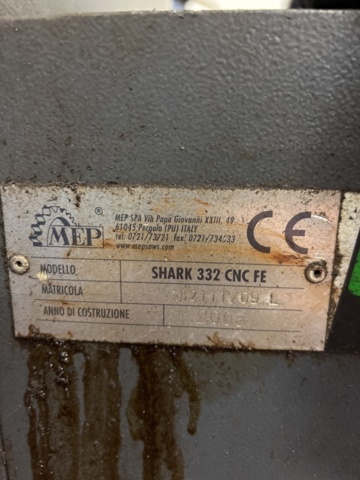 MEP ®
MEP SPA Via Papa Giovanni XXIII, 49
61045 Pergola (PU) ITALY
tel. 0721/73721 fax 0721/734533
www.mepsaws.com
CE
MODELLO SHARK 332 CNC FE
MATRICOLA
ANNO DI COSTRUZIONE